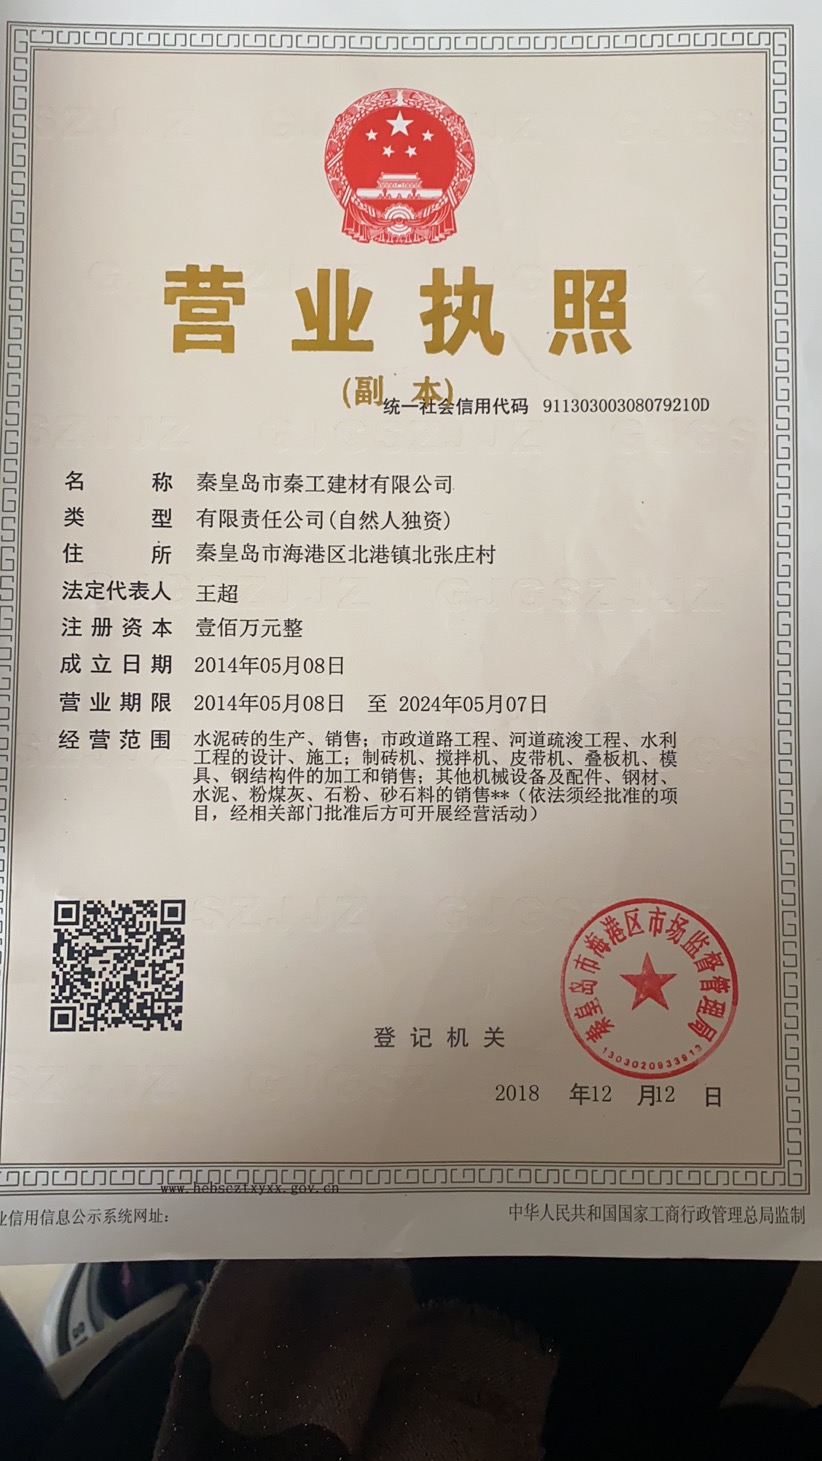 营业执照
(副 本)
统一社会信用代码 91130300308079210D
名 称 秦皇岛市秦工建材有限公司
类 型 有限责任公司(自然人独资)
住 所 秦皇岛市海港区北港镇北张庄村
法定代表人 王超
注册资本 壹佰万元整
成立日期 2014年05月08日
营业期限 2014年05月08日 至 2024年05月07日
经营范围 水泥砖的生产、销售；市政道路工程、河道疏浚工程、水利
工程的设计、施工；制砖机、搅拌机、皮带机、叠板机、模
具、钢结构件的加工和销售；其他机械设备及配件、钢材、
水泥、粉煤灰、石粉、砂石料的销售**（依法须经批准的项
目，经相关部门批准后方可开展经营活动）
秦皇岛市海港区市场监督管理局
1303020933913
登记机关
2018 年12 月12 日
www.hebscztxyxx.gov.cn
业信用信息公示系统网址：
中华人民共和国国家工商行政管理总局监制